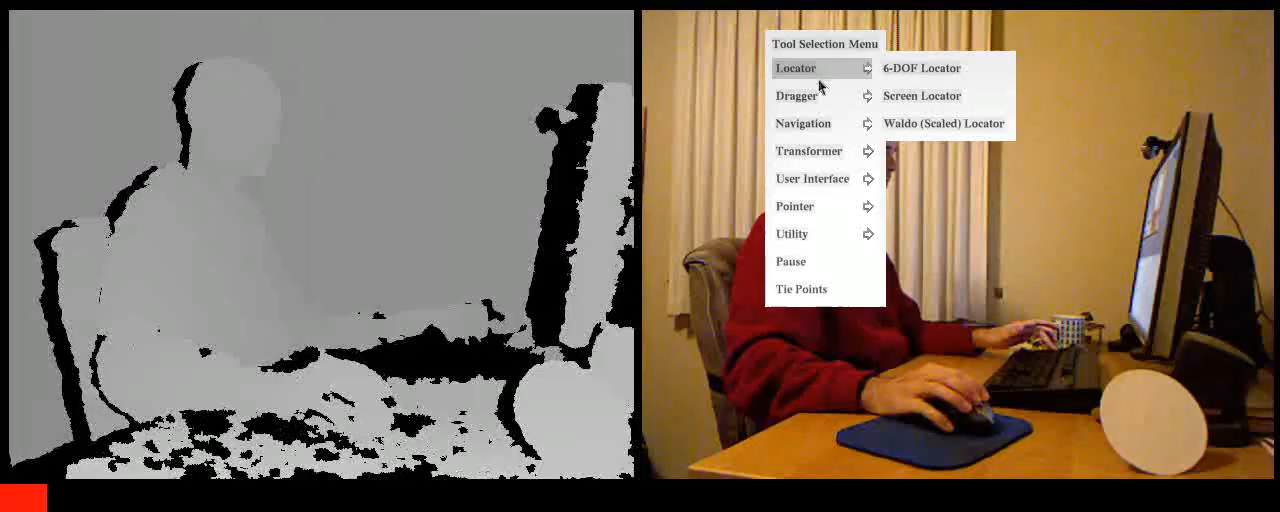 Tool Selection Menu
Locator
6-DOF Locator
Dragger
Screen Locator
Navigation
Waldo (Scaled) Locator
Transformer
User Interface
Pointer
Utility
Pause
Tie Points